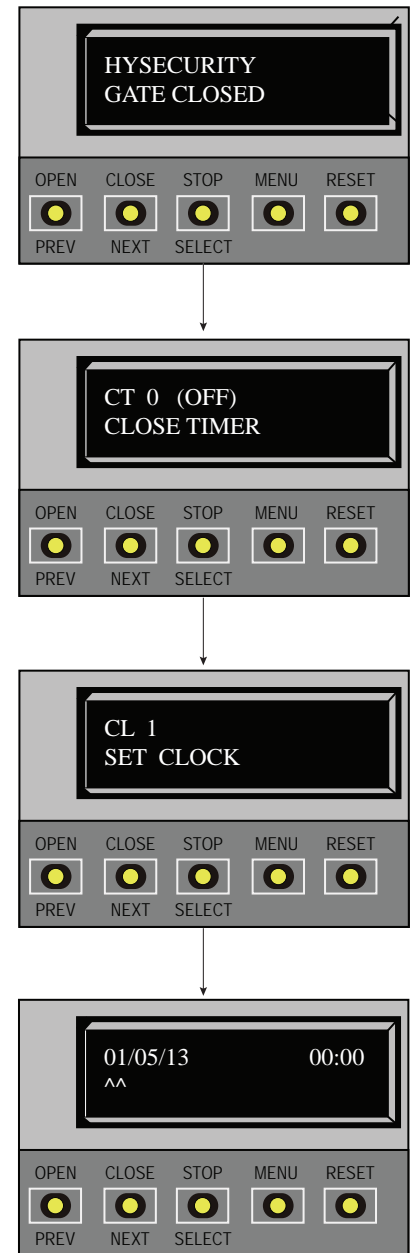 HYSECURITY
GATE CLOSED
OPEN CLOSE STOP MENU RESET
PREV NEXT SELECT
CT 0 (OFF)
CLOSE TIMER
OPEN CLOSE STOP MENU RESET
PREV NEXT SELECT
CL 1
SET CLOCK
OPEN CLOSE STOP MENU RESET
PREV NEXT SELECT
01/05/13 00:00
^^
OPEN CLOSE STOP MENU RESET
PREV NEXT SELECT